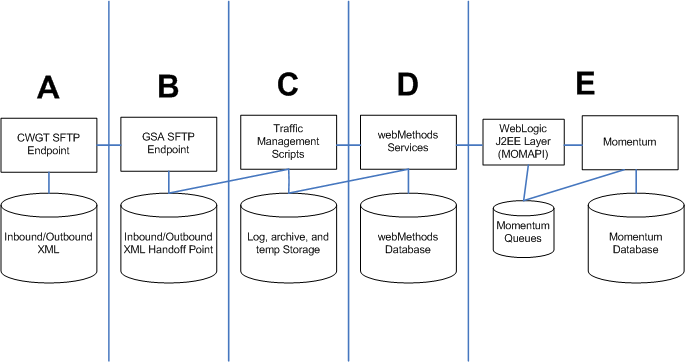 A
B
C
D
E
CWGT SFTP
Endpoint
GSA SFTP
Endpoint
Traffic
Management
Scripts
webMethods
Services
WebLogic
J2EE Layer
(MOMAPI)
Momentum
Inbound/Outbound
XML
Inbound/Outbound
XML Handoff Point
Log, archive, and
temp Storage
webMethods
Database
Momentum
Queues
Momentum
Database